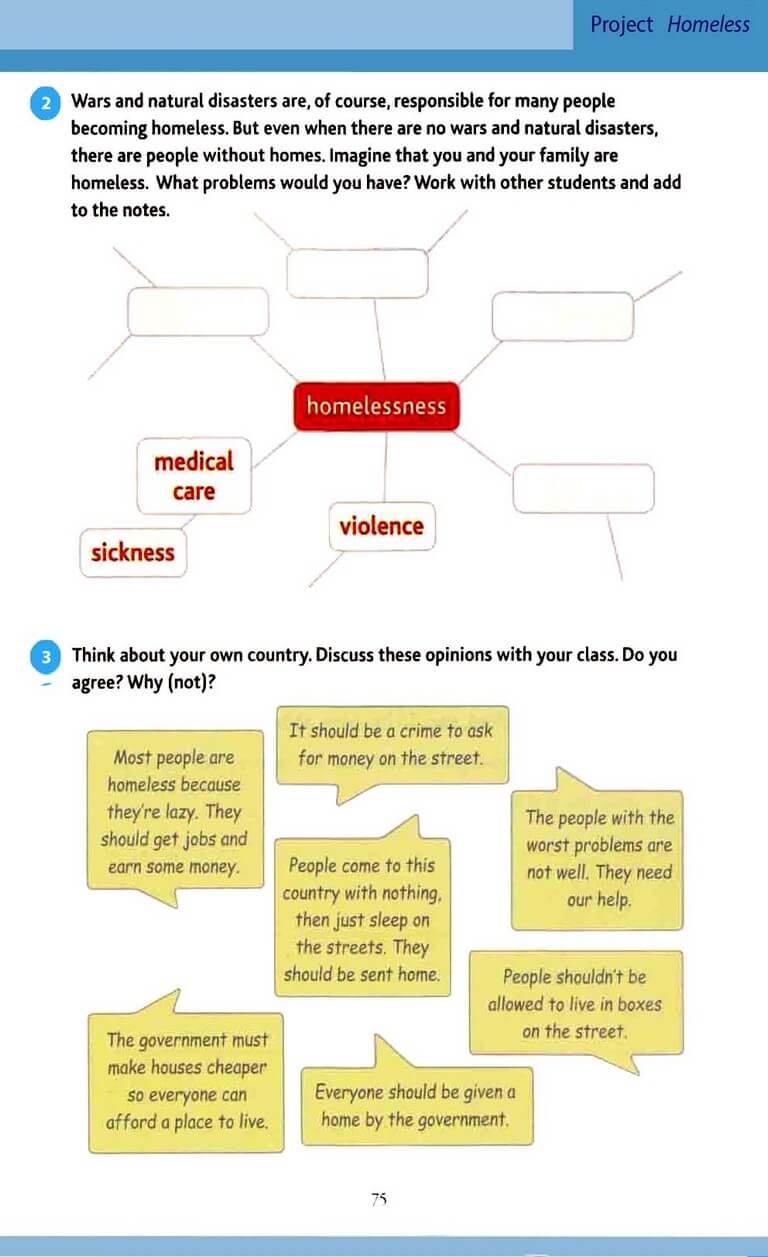 Project Homeless
2 Wars and natural disasters are, of course, responsible for many people
becoming homeless. But even when there are no wars and natural disasters,
there are people without homes. Imagine that you and your family are
homeless. What problems would you have? Work with other students and add
to the notes.
homelessness
medical
care
violence
sickness
3 Think about your own country. Discuss these opinions with your class. Do you
agree? Why (not)?
It should be a crime to ask
for money on the street.
Most people are
homeless because
they're lazy. They
should get jobs and
earn some money.
The people with the
worst problems are
not well. They need
our help.
People come to this
country with nothing,
then just sleep on
the streets. They
should be sent home.
People shouldn't be
allowed to live in boxes
on the street.
The government must
make houses cheaper
so everyone can
afford a place to live.
Everyone should be given a
home by the government.
75